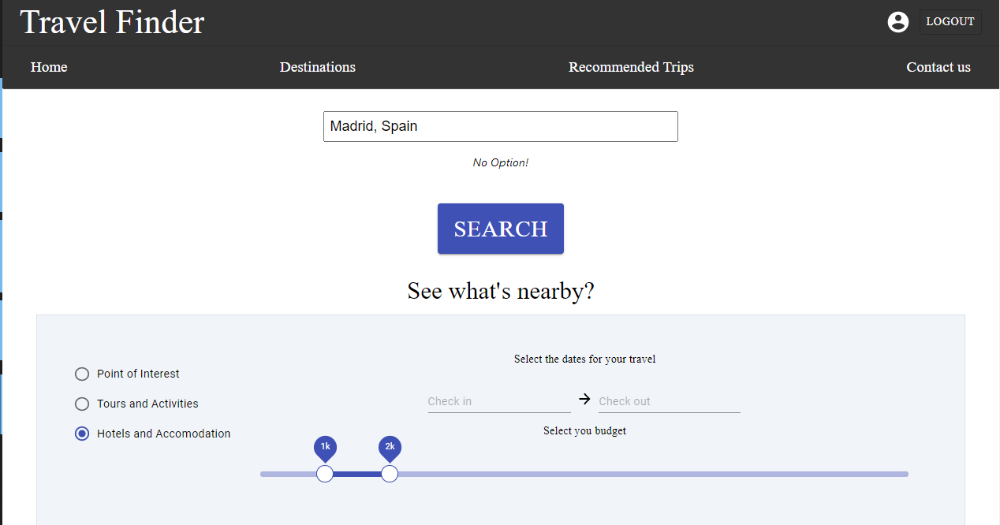 Travel Finder
LOGOUT
Home
Destinations
Recommended Trips
Contact us
Madrid, Spain
No Option!
SEARCH
See what's nearby?
Point of Interest
Tours and Activities
Hotels and Accomodation
Select the dates for your travel
Check in
Check out
Select you budget
1k
2k